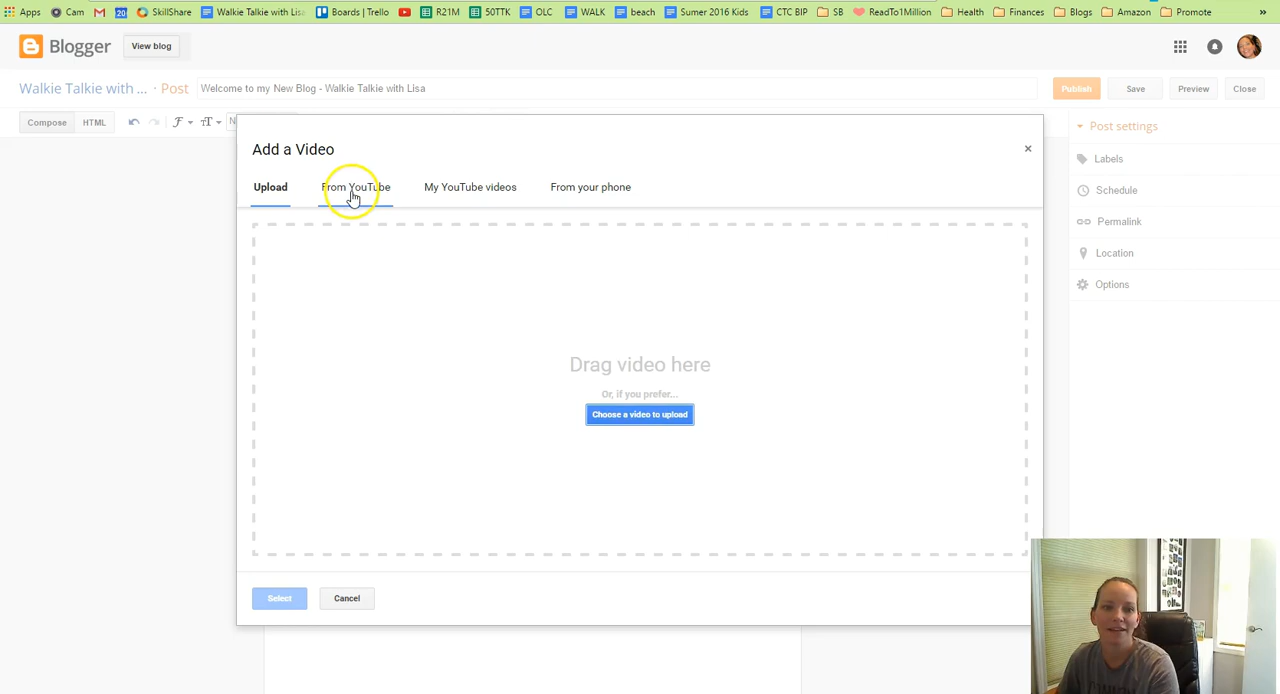 Apps Cam 20 SkillShare Walkie Talkie with Lisa Boards | Trello R21M 50TTK OLC WALK beach Sumer 2016 Kids CTC BIP SB ReadTo1Million Health Finances Blogs Amazon Promote »
Blogger View blog
Walkie Talkie with ... · Post Welcome to my New Blog - Walkie Talkie with Lisa Publish Save Preview Close
Compose HTML N
Post settings
Labels
Schedule
Permalink
Location
Options
Add a Video ×
Upload From YouTube My YouTube videos From your phone
Drag video here
Or, if you prefer...
Choose a video to upload
Select Cancel